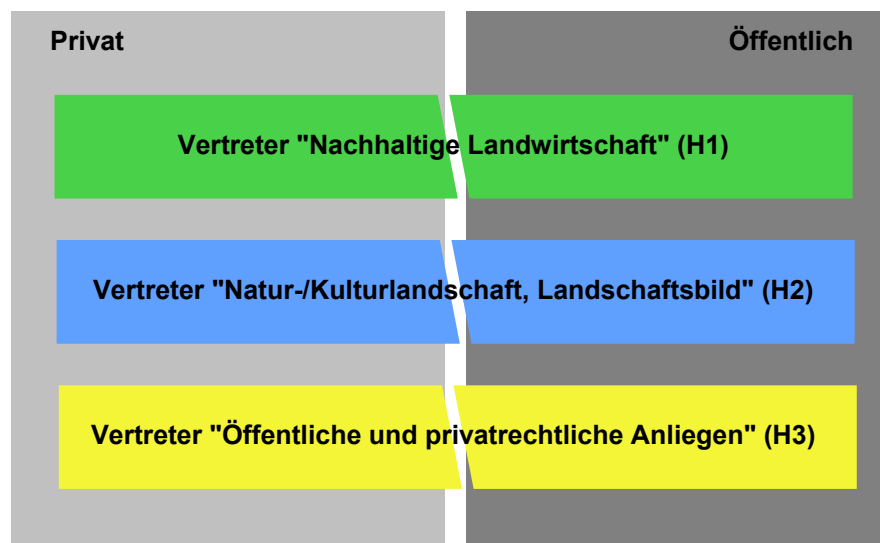 Privat
Öffentlich
Vertreter "Nachhaltige Landwirtschaft" (H1)
Vertreter "Natur-/Kulturlandschaft, Landschaftsbild" (H2)
Vertreter "Öffentliche und privatrechtliche Anliegen" (H3)